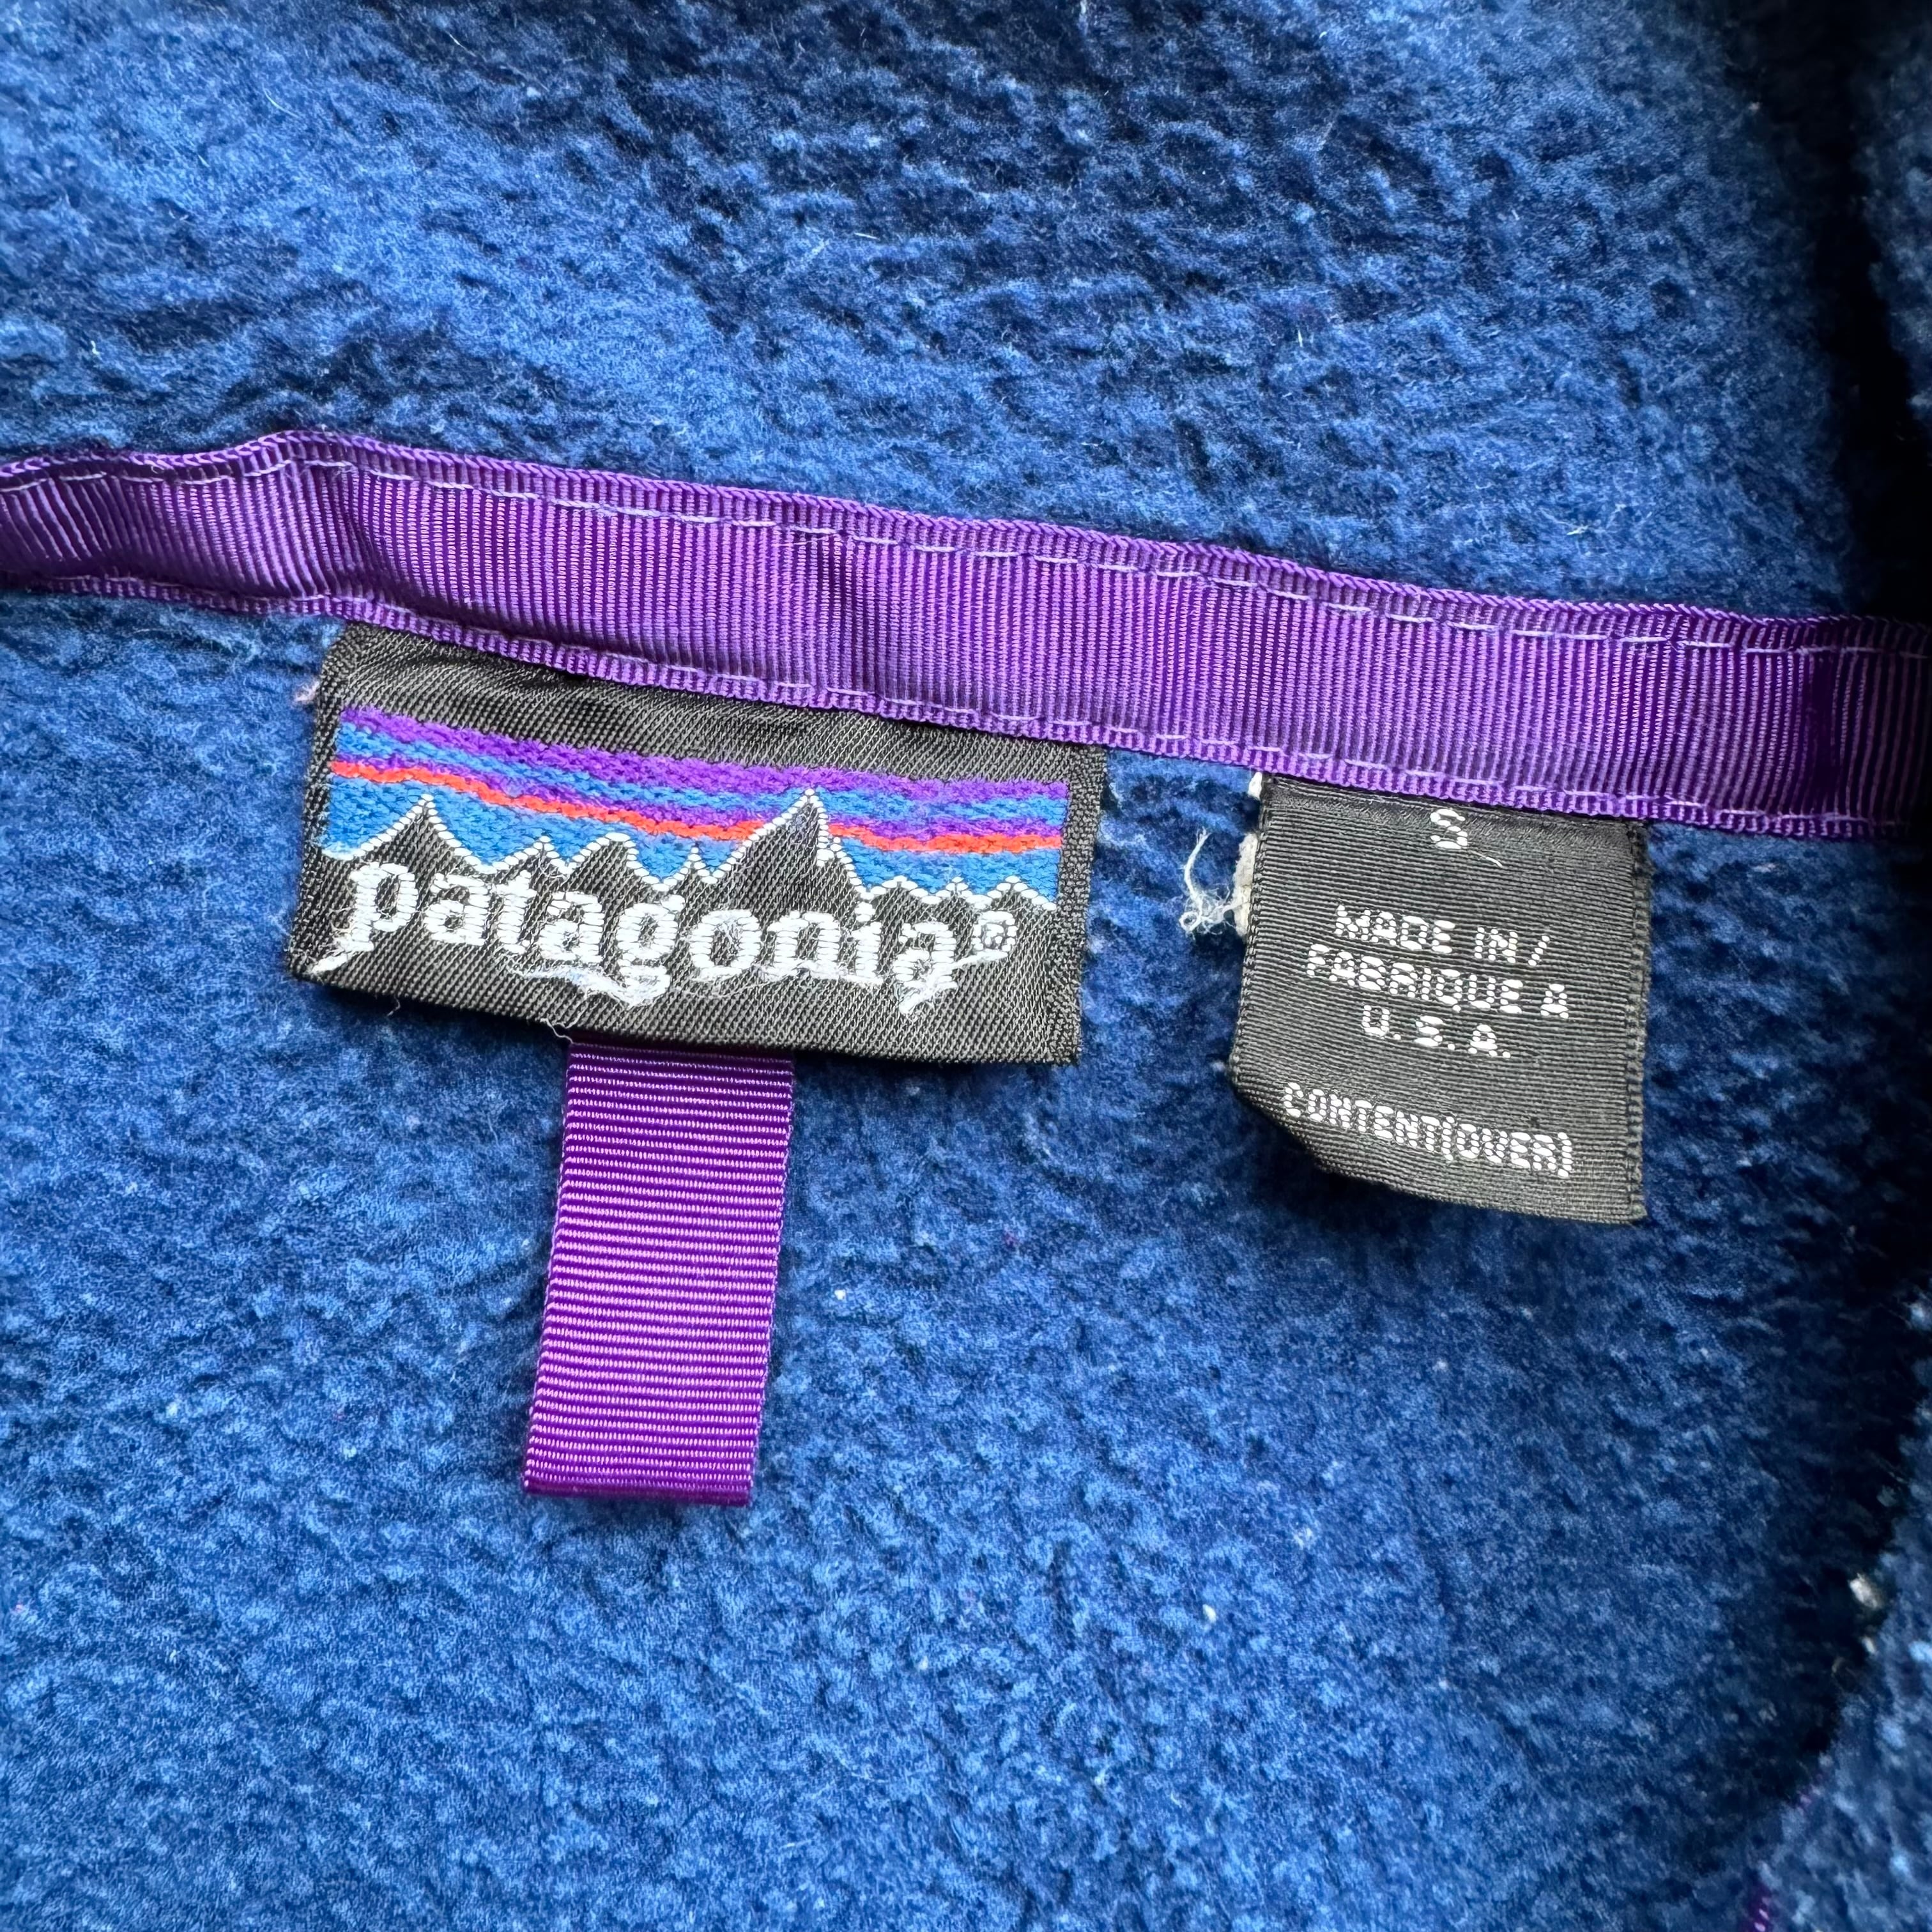 patagonia®
S
MADE IN/
FABRIQUE A
U.S.A.
CONTENT(OVER)